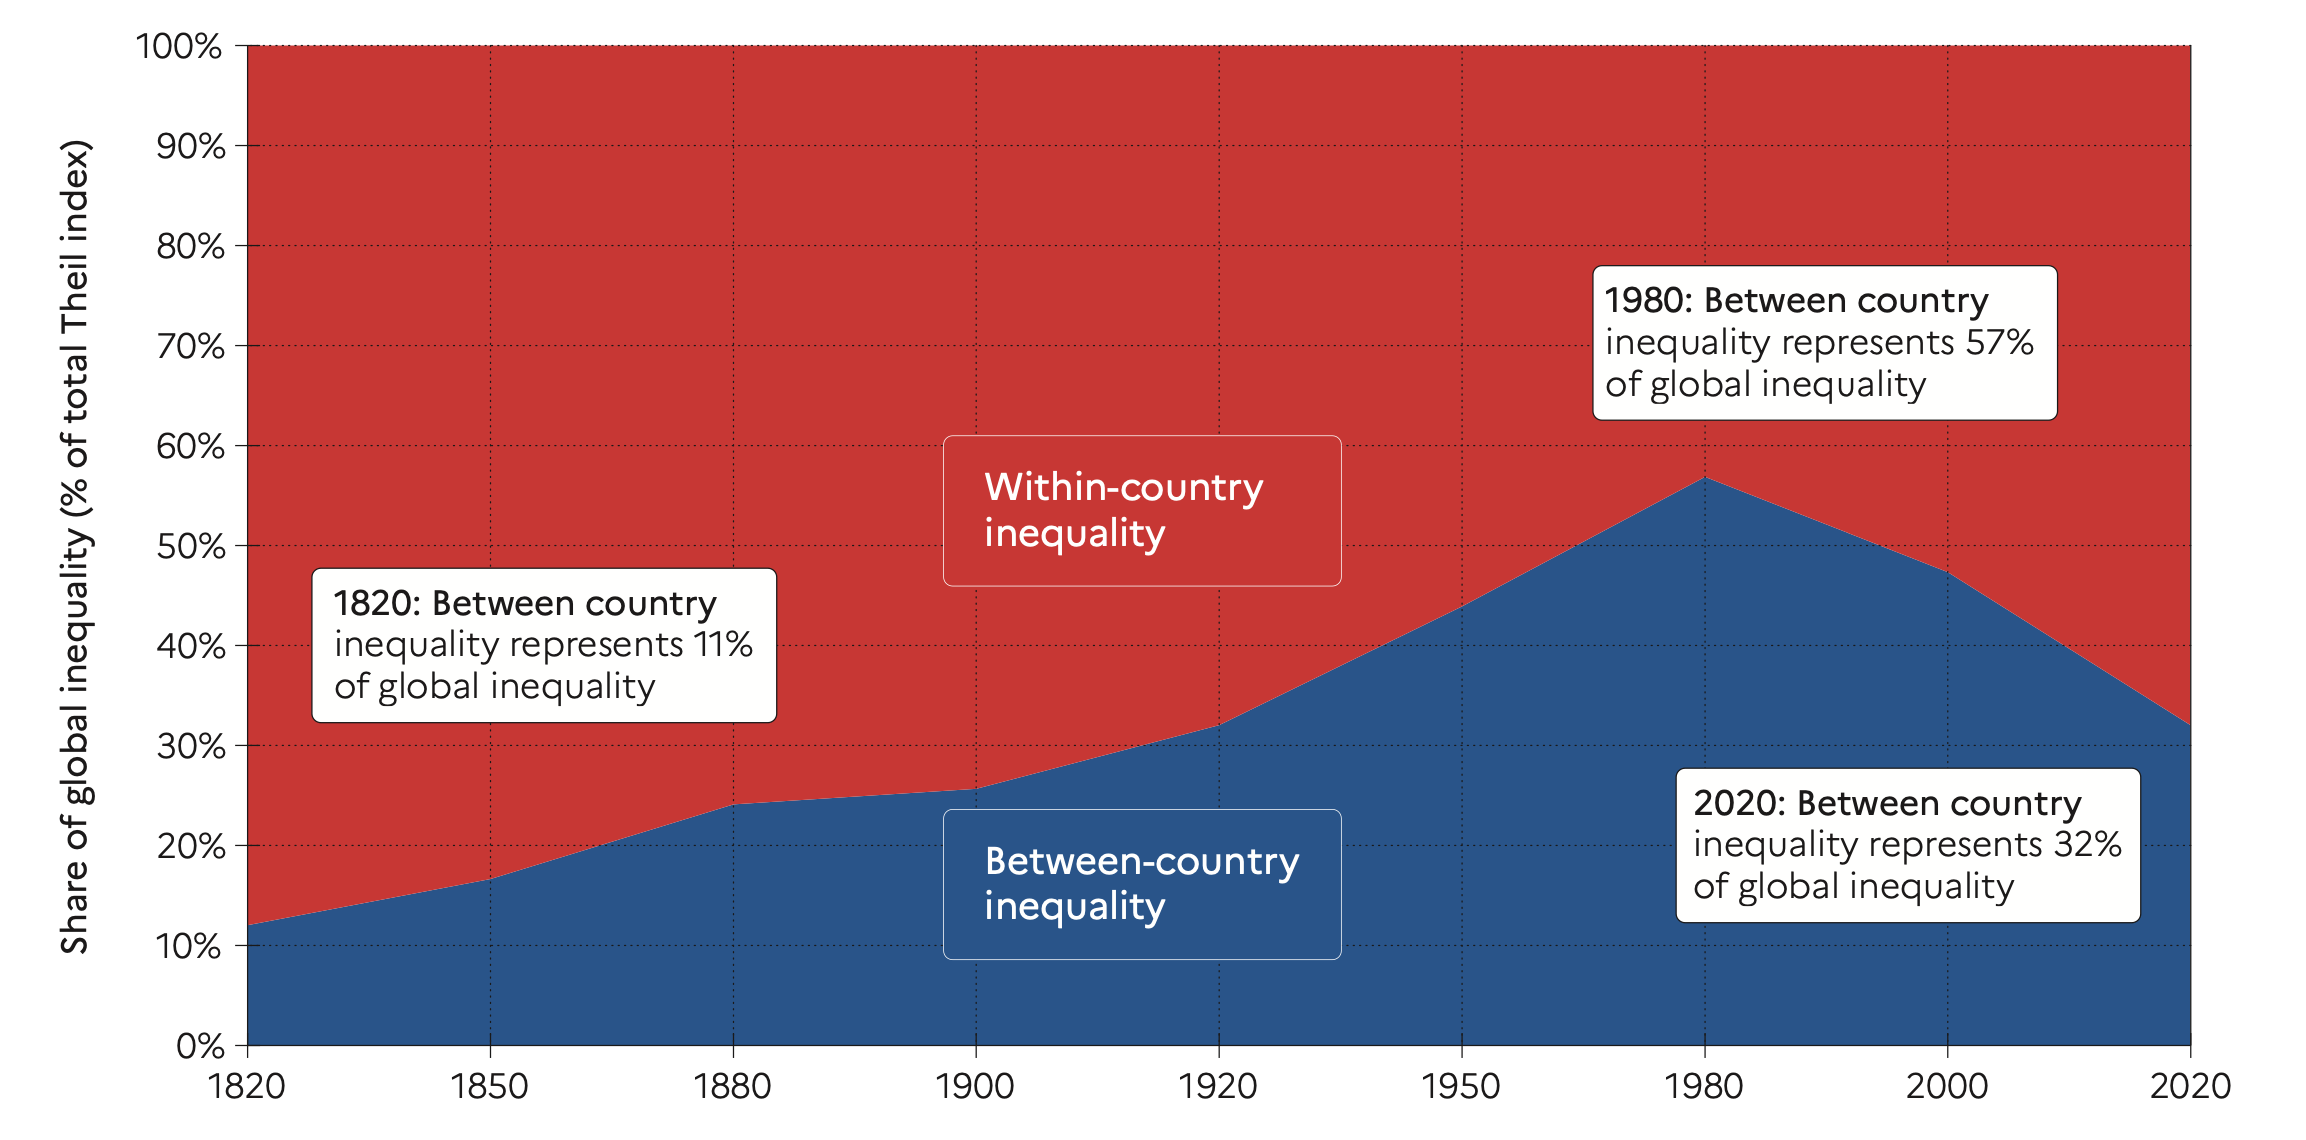 Share of global inequality (% of total Theil index)
100%
90%
80%
70%
60%
50%
40%
30%
20%
10%
0%
1980: Between country
inequality represents 57%
of global inequality
Within-country
inequality
1820: Between country
inequality represents 11%
of global inequality
Between-country
inequality
2020: Between country
inequality represents 32%
of global inequality
1820 1850 1880 1900 1920 1950 1980 2000 2020